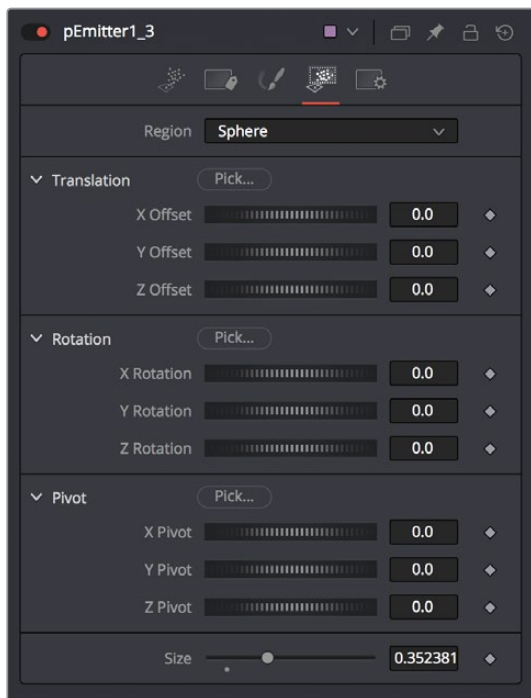 pEmitter1_3
Region Sphere
Translation Pick...
X Offset 0.0
Y Offset 0.0
Z Offset 0.0
Rotation Pick...
X Rotation 0.0
Y Rotation 0.0
Z Rotation 0.0
Pivot Pick...
X Pivot 0.0
Y Pivot 0.0
Z Pivot 0.0
Size 0.352381